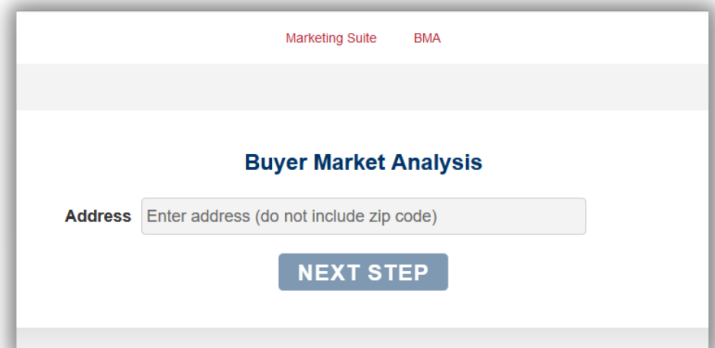 Marketing Suite BMA
Buyer Market Analysis
Address Enter address (do not include zip code)
NEXT STEP